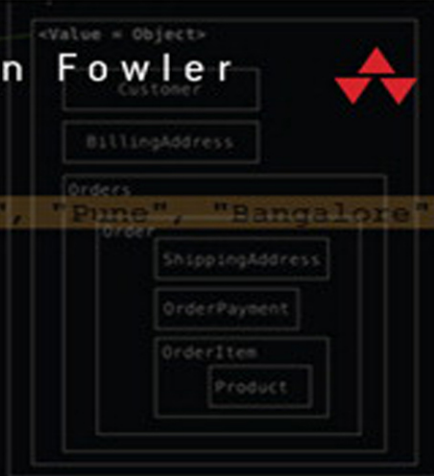 <Value = Object>
n Fowler
Customer
BillingAddress
Orders
", "Pune", "Bangalore"
Order
ShippingAddress
OrderPayment
OrderItem
Product